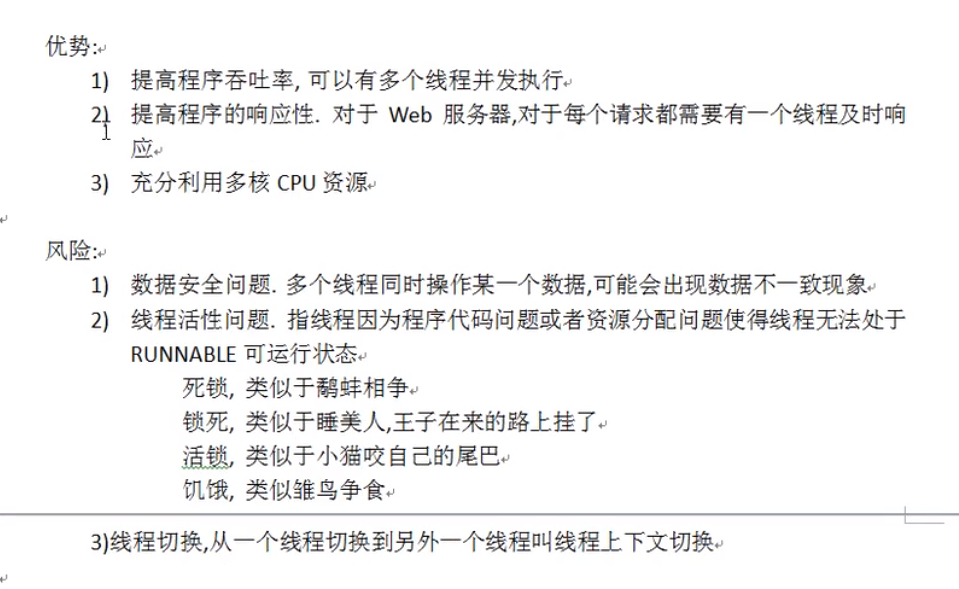 优势:
1) 提高程序吞吐率, 可以有多个线程并发执行
2) 提高程序的响应性. 对于 Web 服务器,对于每个请求都需要有一个线程及时响
应
3) 充分利用多核 CPU 资源
风险:
1) 数据安全问题. 多个线程同时操作某一个数据,可能会出现数据不一致现象
2) 线程活性问题. 指线程因为程序代码问题或者资源分配问题使得线程无法处于
RUNNABLE 可运行状态
死锁, 类似于鹬蚌相争
锁死, 类似于睡美人,王子在来的路上挂了
活锁, 类似于小猫咬自己的尾巴
饥饿, 类似雏鸟争食
3)线程切换,从一个线程切换到另外一个线程叫线程上下文切换